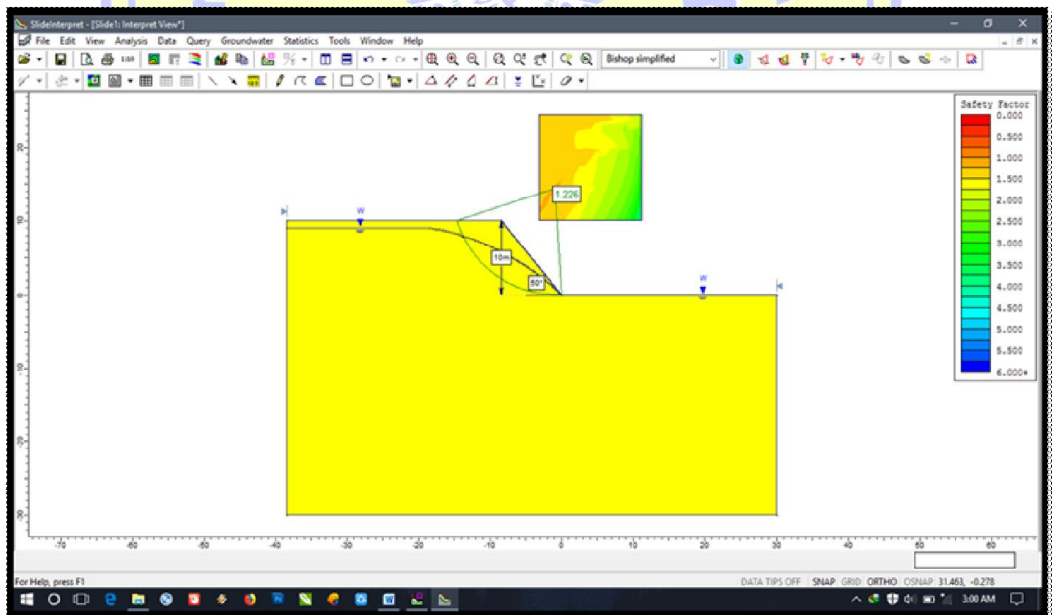 SlideInterpret - [Slide1: Interpret View*]
File Edit View Analysis Data Query Groundwater Statistics Tools Window Help
Bishop simplified
Safety Factor
0.000
0.500
1.000
1.500
2.000
2.500
3.000
3.500
4.000
4.500
5.000
5.500
6.000+
1.226
W
10m
50°
W
20
10
0
-10
-20
-30
-70 -60 -50 -40 -30 -20 -10 0 10 20 30 40 50 60
For Help, press F1
DATA TIPS OFF SNAP GRID ORTHO OSNAP 31.463, -0.278
3:00 AM